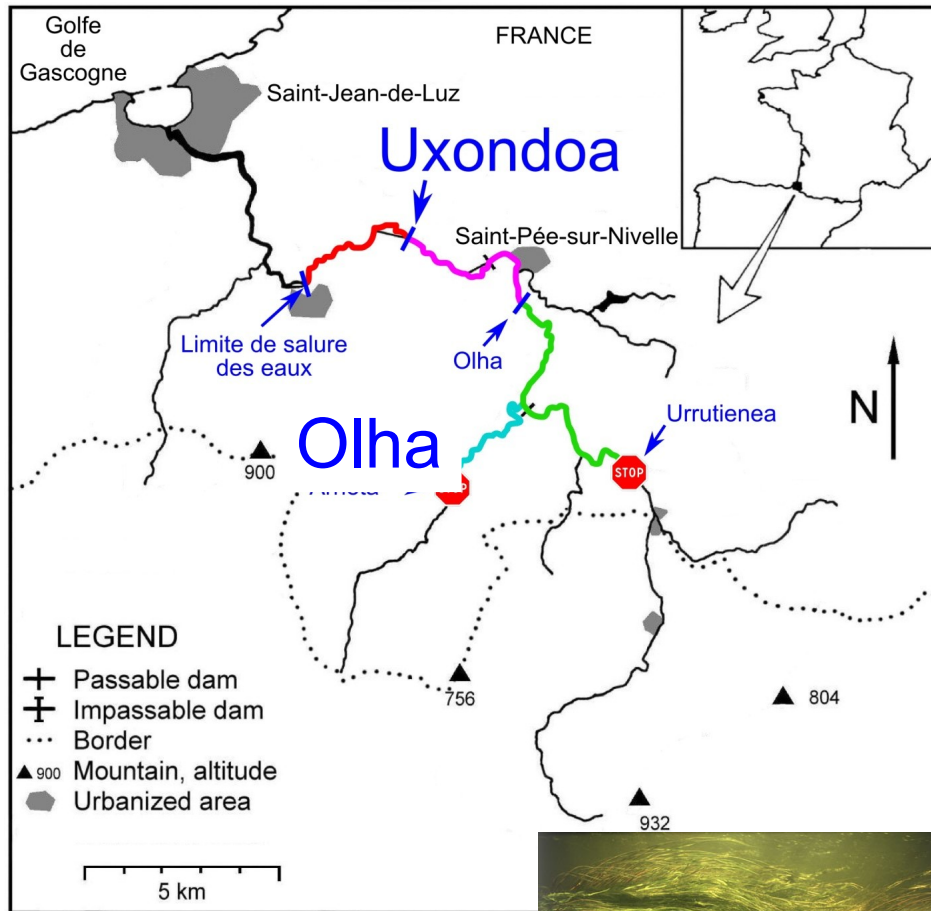 Golfe
de
Gascogne
FRANCE
Saint-Jean-de-Luz
Uxondoa
Saint-Pée-sur-Nivelle
Limite de salure
des eaux
Olha
N
Urrutienea
Olha
900
STOP
LEGEND
Passable dam
Impassable dam
Border
900 Mountain, altitude
Urbanized area
756
804
932
5 km